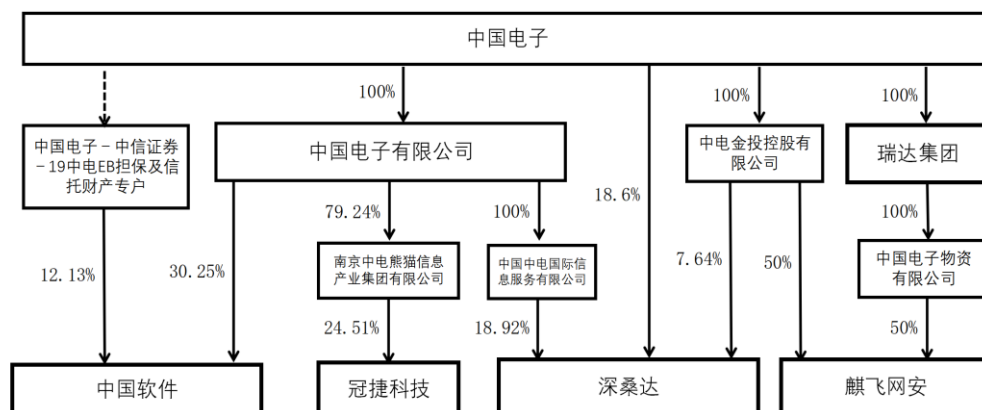 中国电子
100%
100%
100%
中国电子－中信证券
－19中电EB担保及信
托财产专户
中国电子有限公司
中电金投控股有
限公司
瑞达集团
79.24%
100%
18.6%
100%
12.13%
30.25%
南京中电熊猫信息
产业集团有限公司
中国中电国际信
息服务有限公司
7.64%
50%
中国电子物资
有限公司
24.51%
18.92%
50%
中国软件
冠捷科技
深桑达
麒飞网安